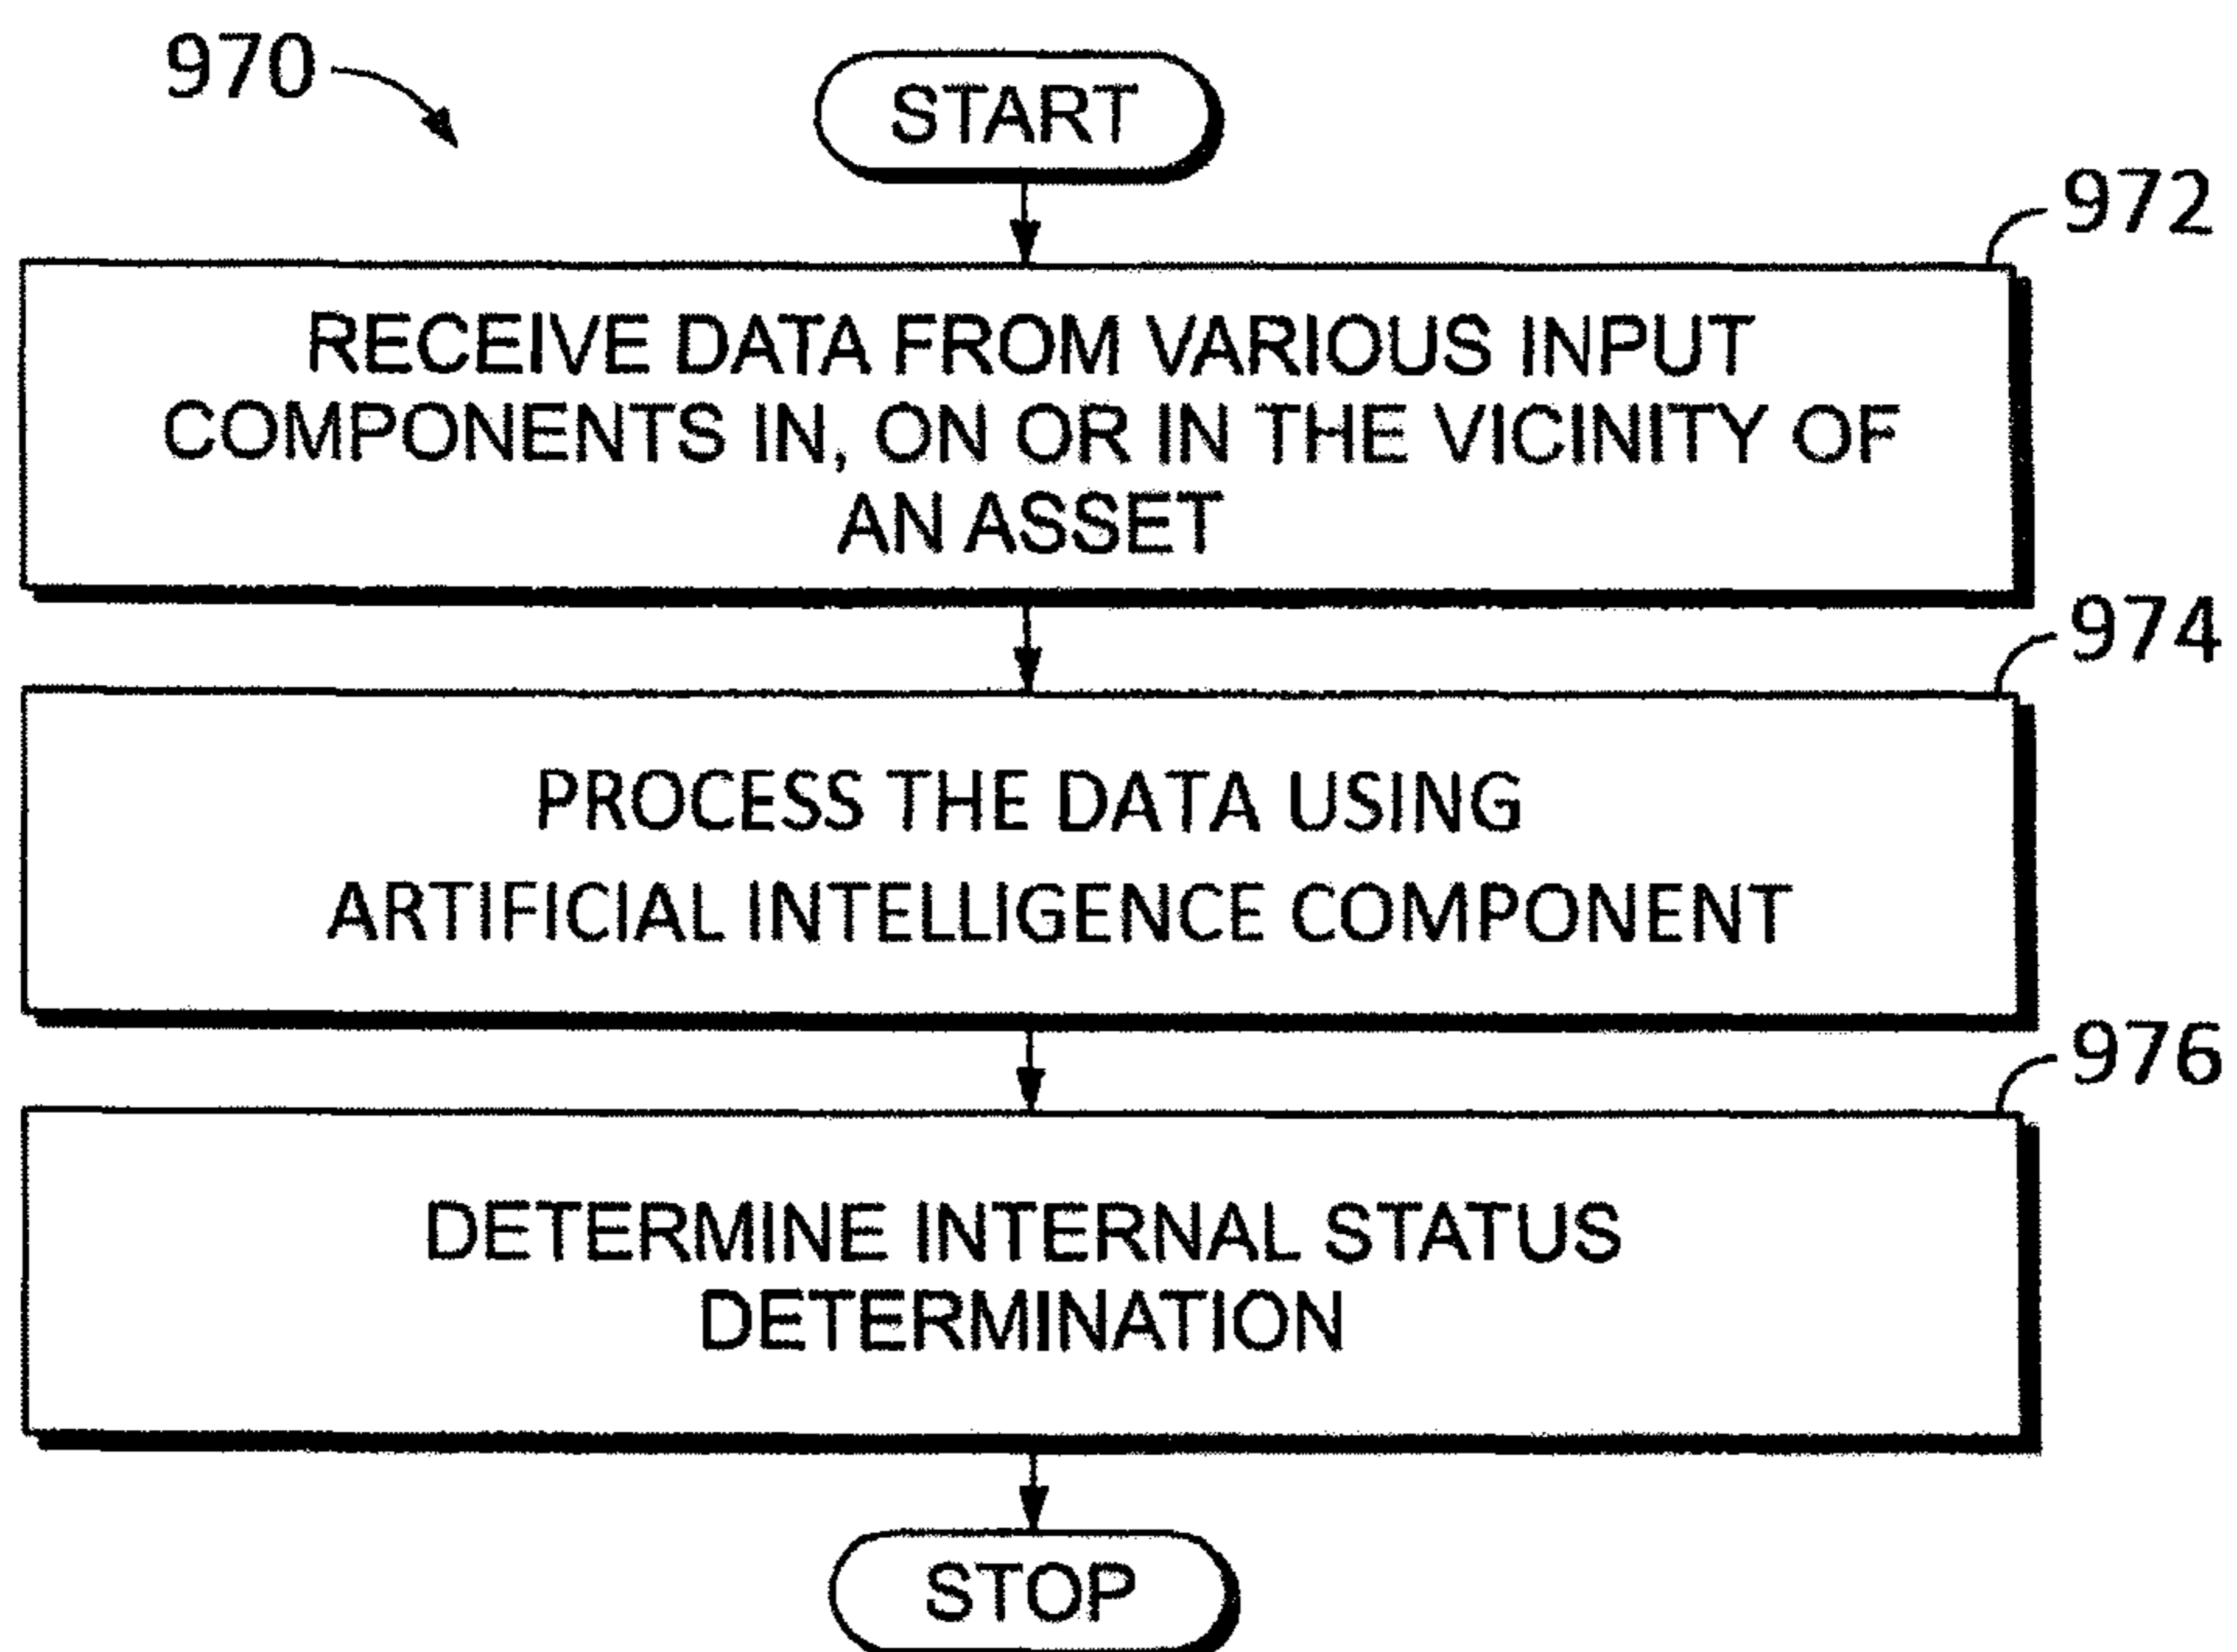 970
START
972
RECEIVE DATA FROM VARIOUS INPUT
COMPONENTS IN, ON OR IN THE VICINITY OF
AN ASSET
974
PROCESS THE DATA USING
ARTIFICIAL INTELLIGENCE COMPONENT
976
DETERMINE INTERNAL STATUS
DETERMINATION
STOP